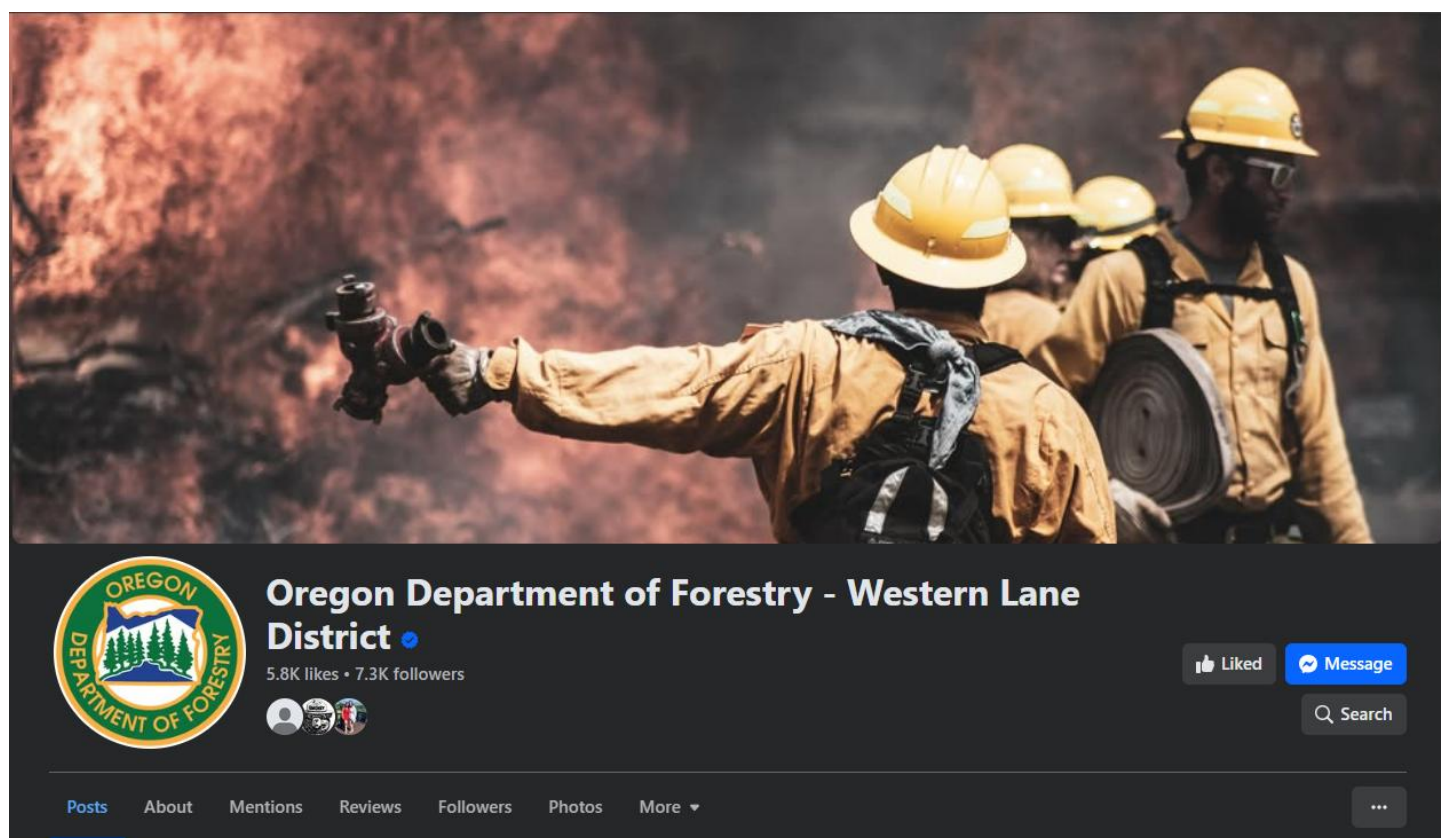 OREGON
DEPARTMENT OF FORESTRY
Oregon Department of Forestry - Western Lane
District
5.8K likes • 7.3K followers
Liked
Message
Search
Posts
About
Mentions
Reviews
Followers
Photos
More